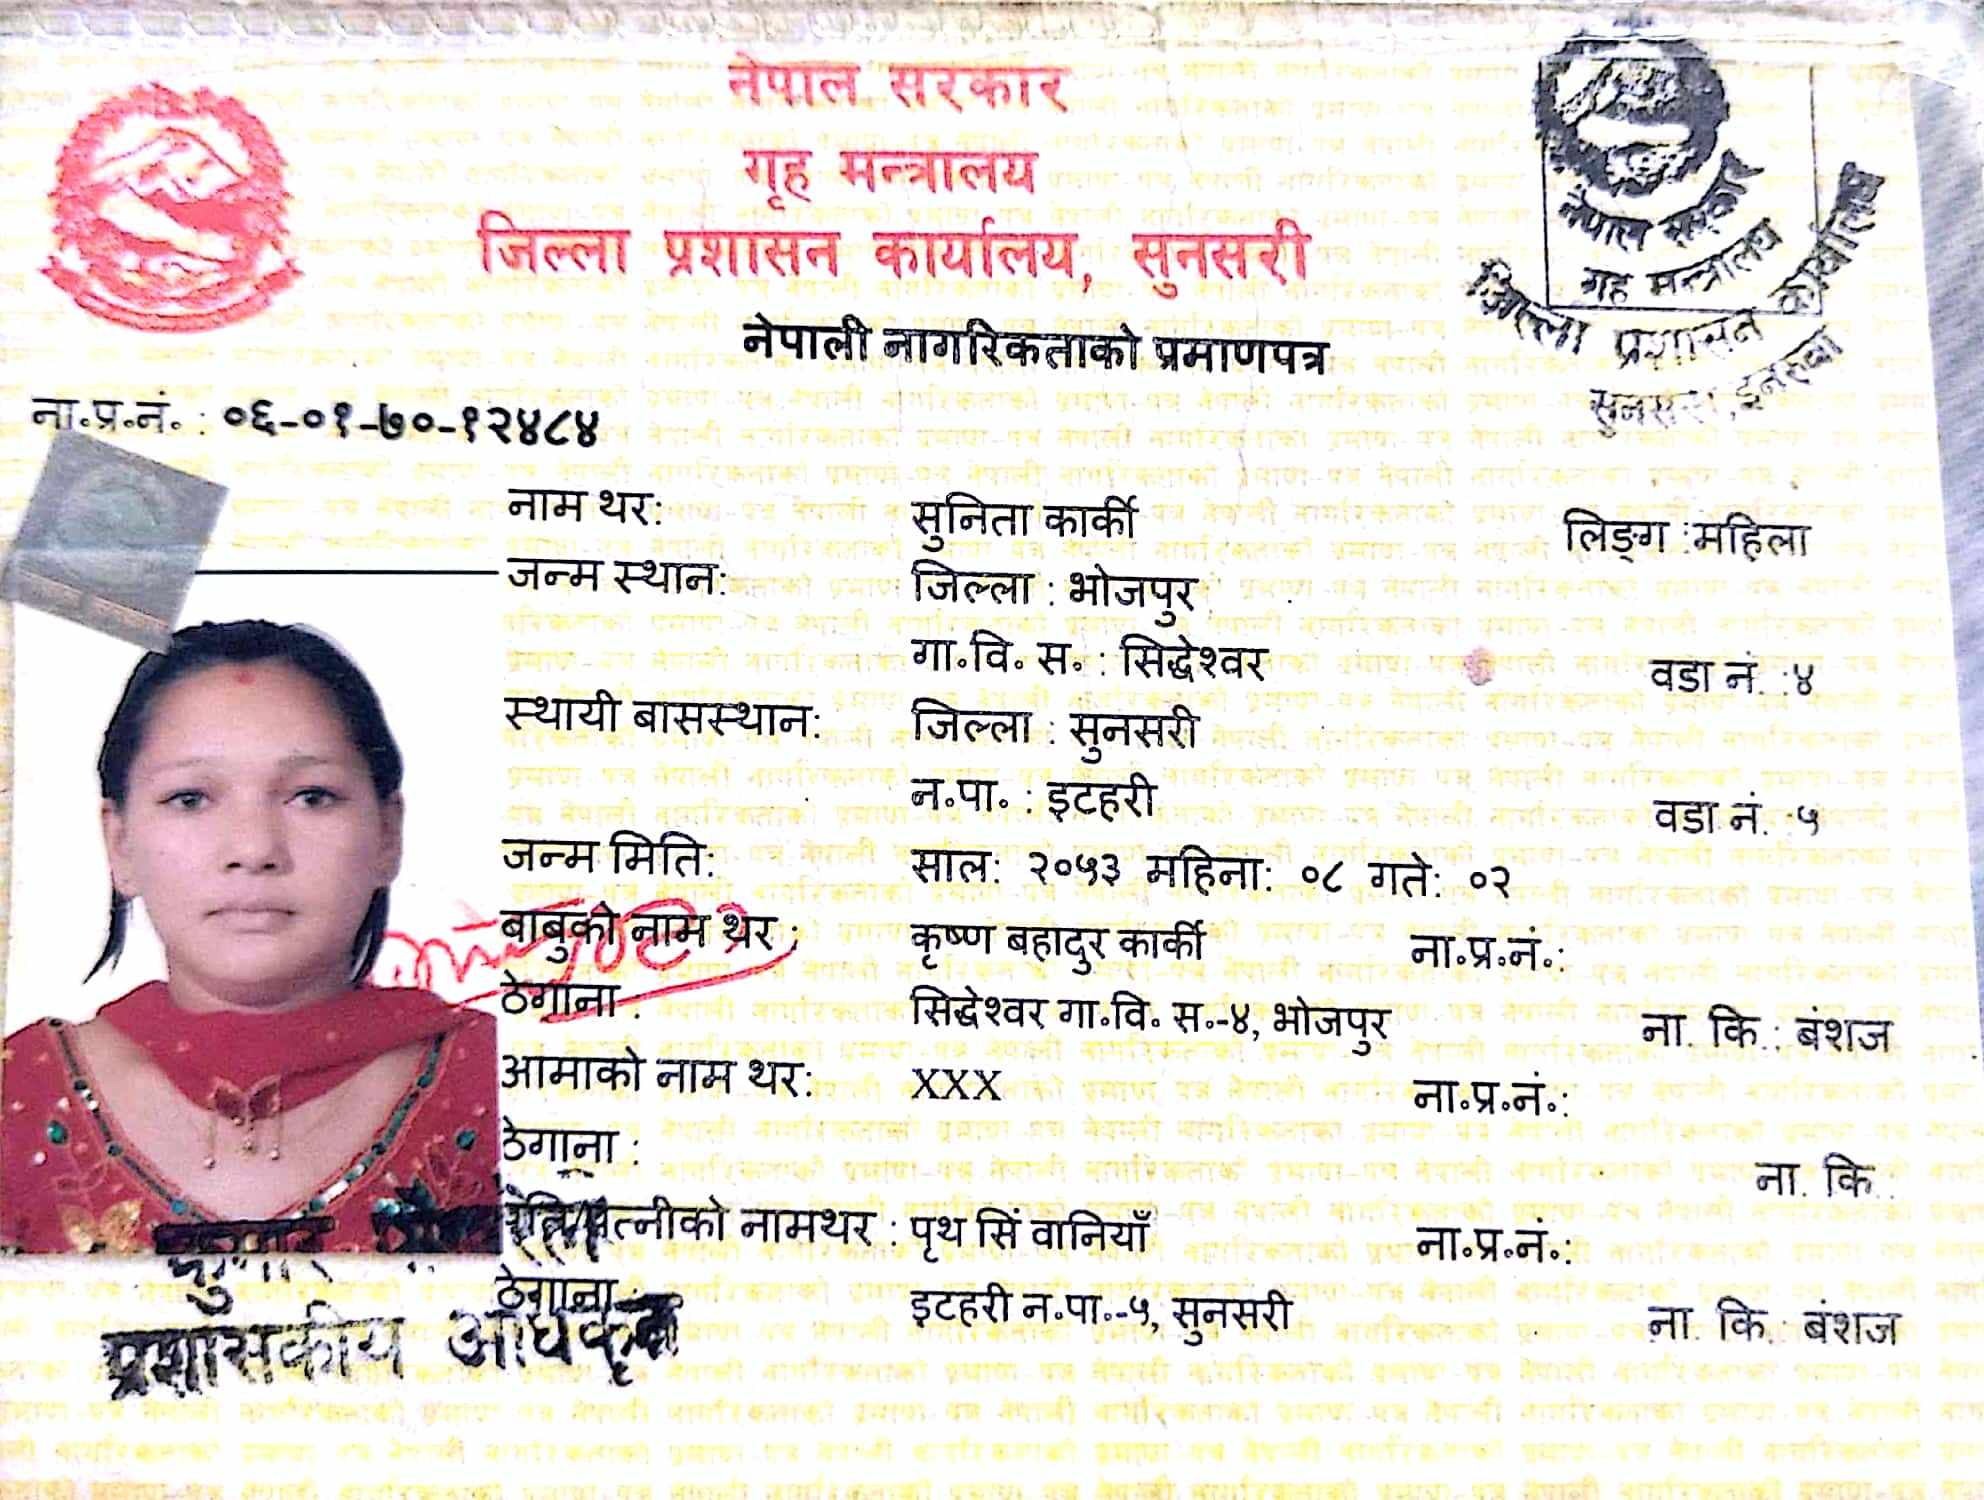 नेपाल सरकार
गृह मन्त्रालय
जिल्ला प्रशासन कार्यालय, सुनसरी
नेपाली नागरिकताको प्रमाणपत्र
नेपाल सरकार
गृह मन्त्रालय
जिल्ला प्रशासन कार्यालय
सुनसरी, इनरुवा
ना.प्र.नं. : ०६-०१-७०-१२४८४
नाम थर: सुनिता कार्की लिङ्ग :महिला
जन्म स्थान: जिल्ला : भोजपुर
गा.वि. स. : सिद्धेश्वर वडा नं. :४
स्थायी बासस्थान: जिल्ला : सुनसरी
न.पा. : इटहरी वडा नं. :५
जन्म मिति: साल: २०५३ महिना: ०८ गते: ०२
बाबुको नाम थर : कृष्ण बहादुर कार्की ना.प्र.नं.:
ठेगाना : सिद्धेश्वर गा.वि. स.-४, भोजपुर ना. कि.: बंशज
आमाको नाम थर: XXX ना.प्र.नं.:
ठेगाना : ना. कि.:
पति/पत्नीको नामथर : पृथ सिं वानियाँ ना.प्र.नं.:
ठेगाना : इटहरी न.पा.-५, सुनसरी ना. कि.: बंशज
प्रशासकीय अधिकृत